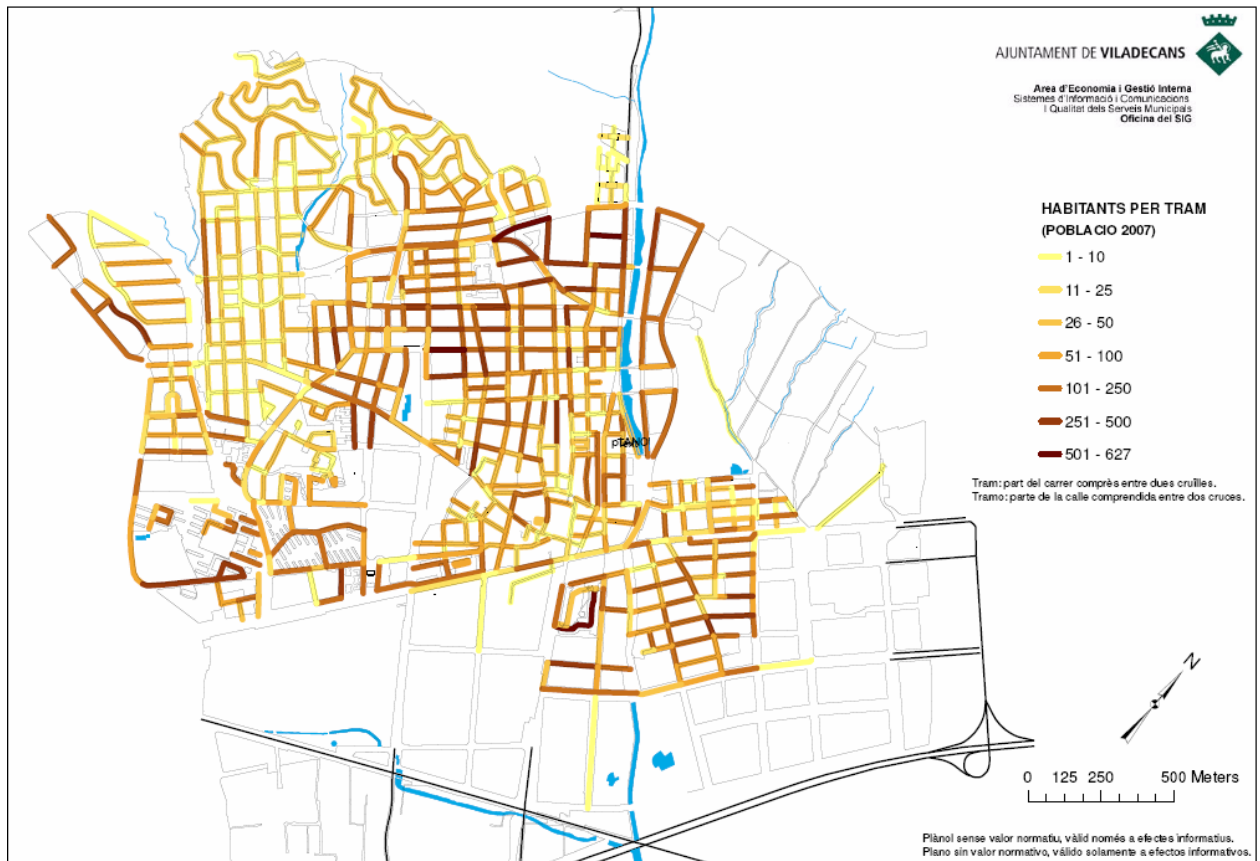 AJUNTAMENT DE VILADECANS
Area d'Economia i Gestió Interna
Sistemes d'Informació i Comunicacions
i Qualitat dels Serveis Municipals
Oficina del SIG
HABITANTS PER TRAM
(POBLACIO 2007)
1 - 10
11 - 25
26 - 50
51 - 100
101 - 250
251 - 500
501 - 627
Tram: part del carrer comprès entre dues cruïlles.
Tramo: parte de la calle comprendida entre dos cruces.
D
N
0 125 250 500 Meters
Plànol sense valor normatiu, vàlid només a efectes informatius.
Plano sin valor normativo, válido solamente a efectos informativos.